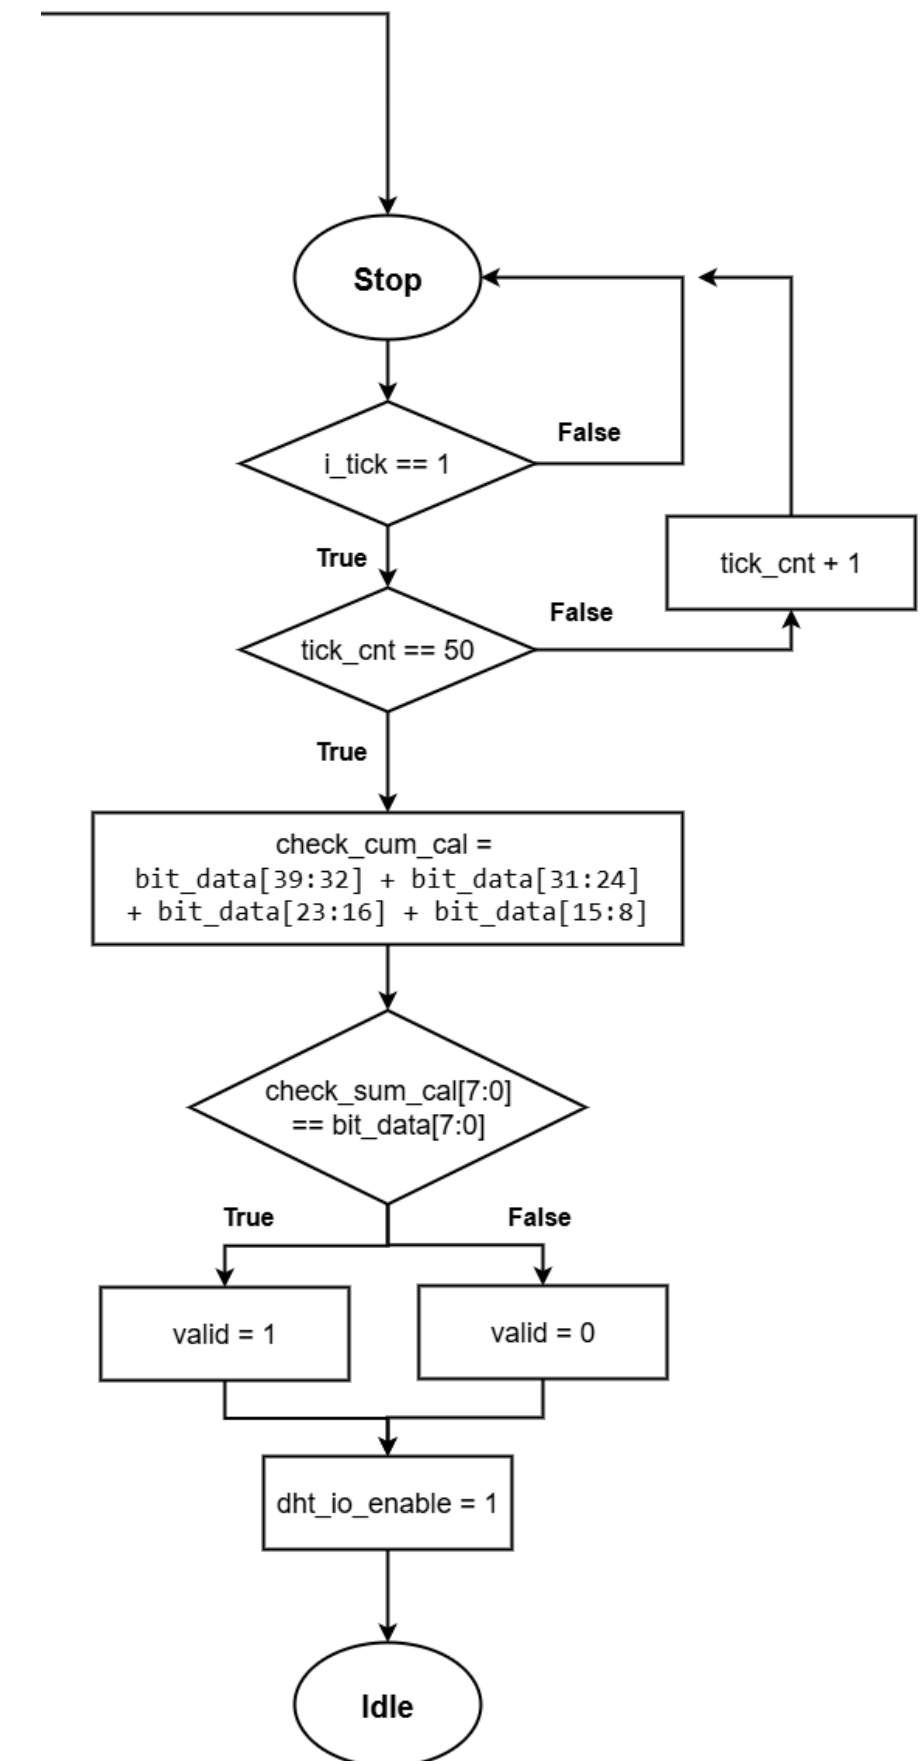 Stop
i_tick == 1
False
True
tick_cnt + 1
tick_cnt == 50
False
True
check_cum_cal =
bit_data[39:32] + bit_data[31:24]
+ bit_data[23:16] + bit_data[15:8]
check_sum_cal[7:0]
== bit_data[7:0]
True
False
valid = 1
valid = 0
dht_io_enable = 1
Idle